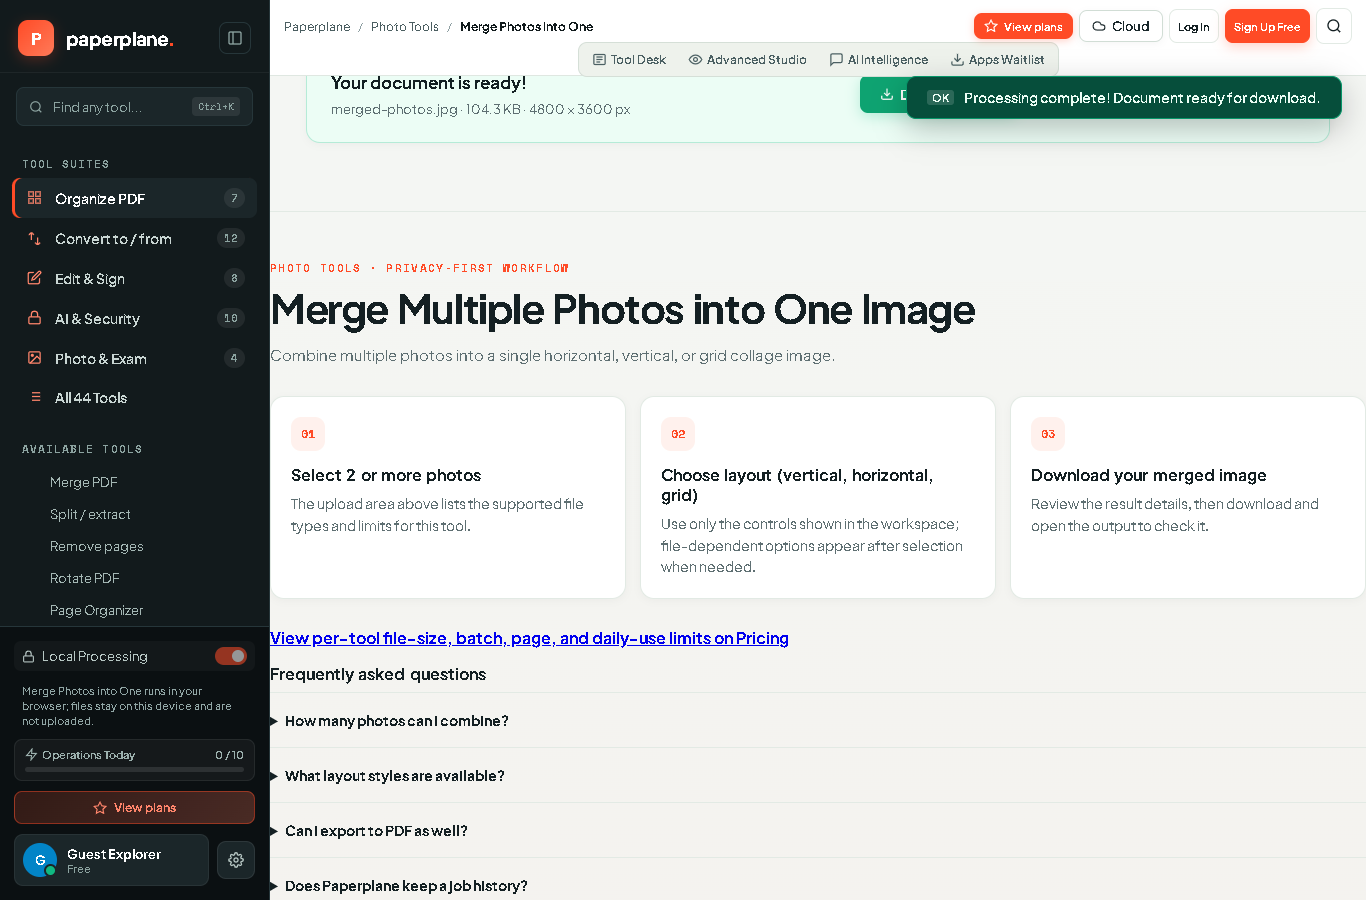 P paperplane.
Find any tool... Ctrl+K
TOOL SUITES
Organize PDF 7
Convert to / from 12
Edit & Sign 8
AI & Security 10
Photo & Exam 4
All 44 Tools
AVAILABLE TOOLS
Merge PDF
Split / extract
Remove pages
Rotate PDF
Page Organizer
Local Processing
Merge Photos into One runs in your
browser; files stay on this device and are
not uploaded.
Operations Today 0 / 10
View plans
G Guest Explorer
Free
Paperplane / Photo Tools / Merge Photos Into One
View plans Cloud Log In Sign Up Free
Tool Desk Advanced Studio AI Intelligence Apps Waitlist
Your document is ready!
merged-photos.jpg · 104.3 KB · 4800 x 3600 px
OK Processing complete! Document ready for download.
PHOTO TOOLS · PRIVACY-FIRST WORKFLOW
Merge Multiple Photos into One Image
Combine multiple photos into a single horizontal, vertical, or grid collage image.
01
Select 2 or more photos
The upload area above lists the supported file
types and limits for this tool.
02
Choose layout (vertical, horizontal,
grid)
Use only the controls shown in the workspace;
file-dependent options appear after selection
when needed.
03
Download your merged image
Review the result details, then download and
open the output to check it.
View per-tool file-size, batch, page, and daily-use limits on Pricing
Frequently asked questions
How many photos can I combine?
What layout styles are available?
Can I export to PDF as well?
Does Paperplane keep a job history?